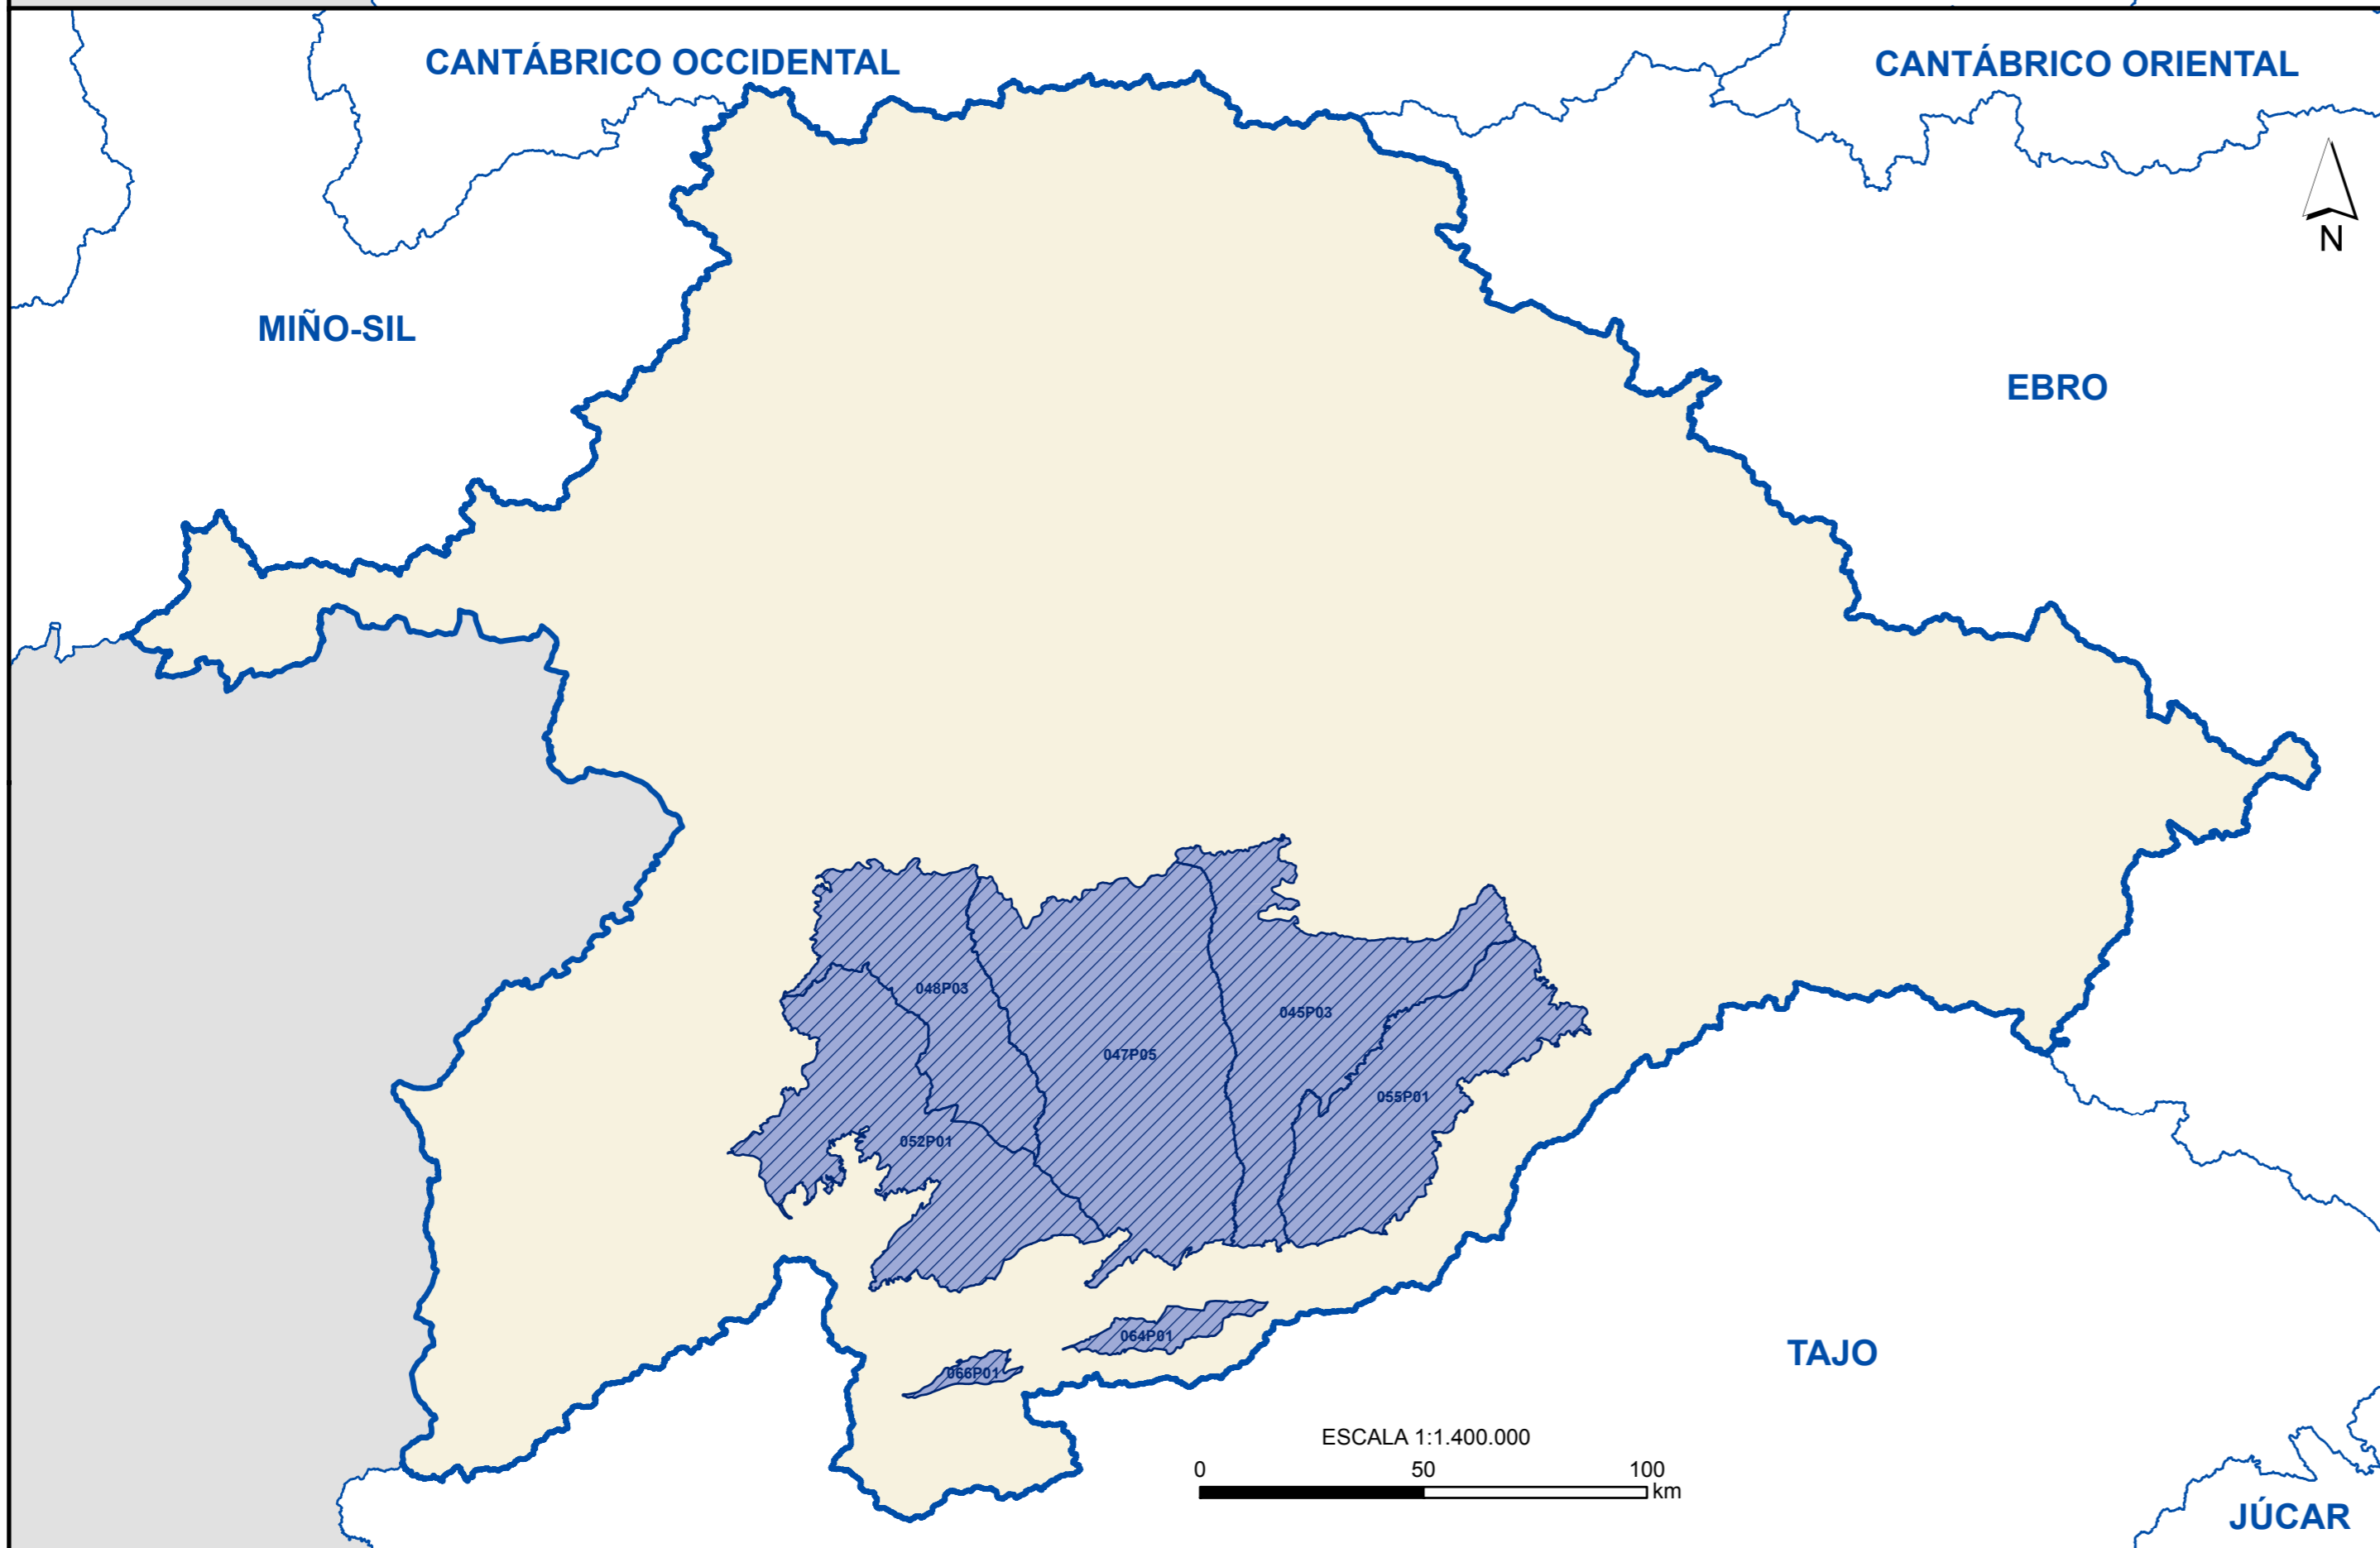 CANTÁBRICO OCCIDENTAL
CANTÁBRICO ORIENTAL
N
MIÑO-SIL
EBRO
048P03
045P03
047P05
055P01
052P01
064P01
066P01
TAJO
ESCALA 1:1.400.000
0 50 100
km
JÚCAR